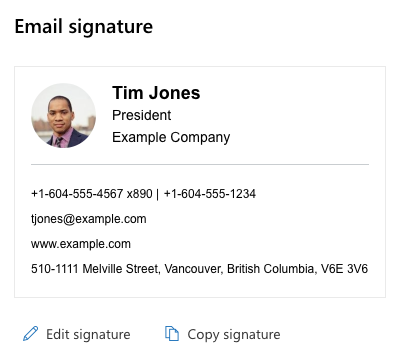 Email signature
Tim Jones
President
Example Company
+1-604-555-4567 x890 | +1-604-555-1234
tjones@example.com
www.example.com
510-1111 Melville Street, Vancouver, British Columbia, V6E 3V6
Edit signature
Copy signature